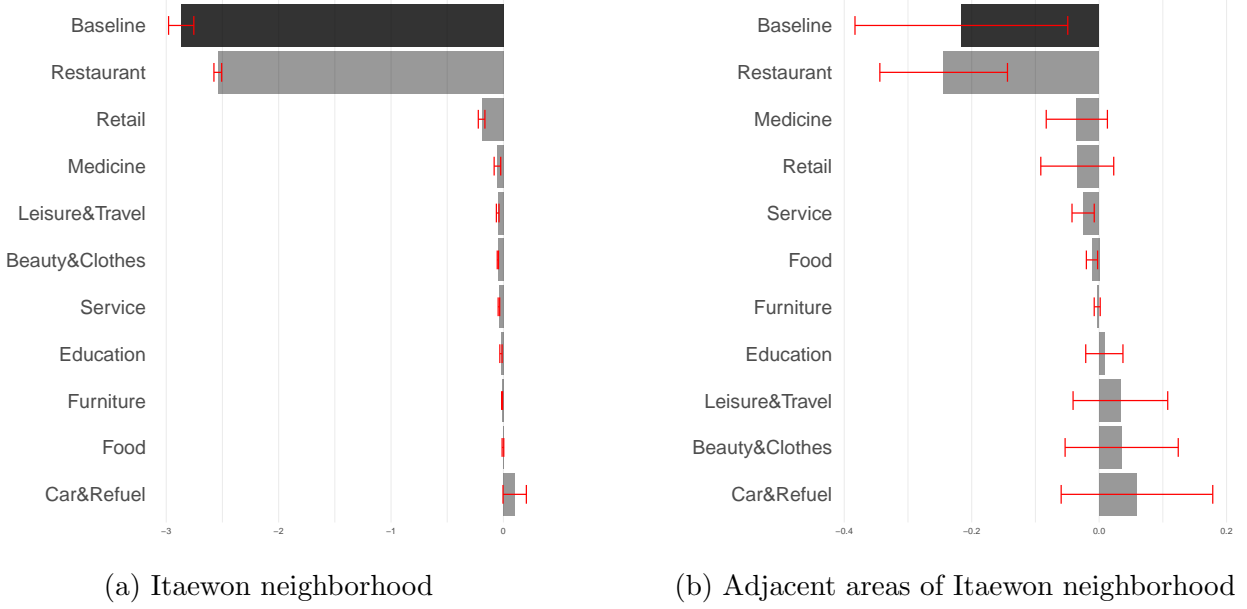 Baseline
Restaurant
Retail
Medicine
Leisure&Travel
Beauty&Clothes
Service
Education
Furniture
Food
Car&Refuel
−3 −2 −1 0
(a) Itaewon neighborhood
Baseline
Restaurant
Medicine
Retail
Service
Food
Furniture
Education
Leisure&Travel
Beauty&Clothes
Car&Refuel
−0.4 −0.2 0.0 0.2
(b) Adjacent areas of Itaewon neighborhood